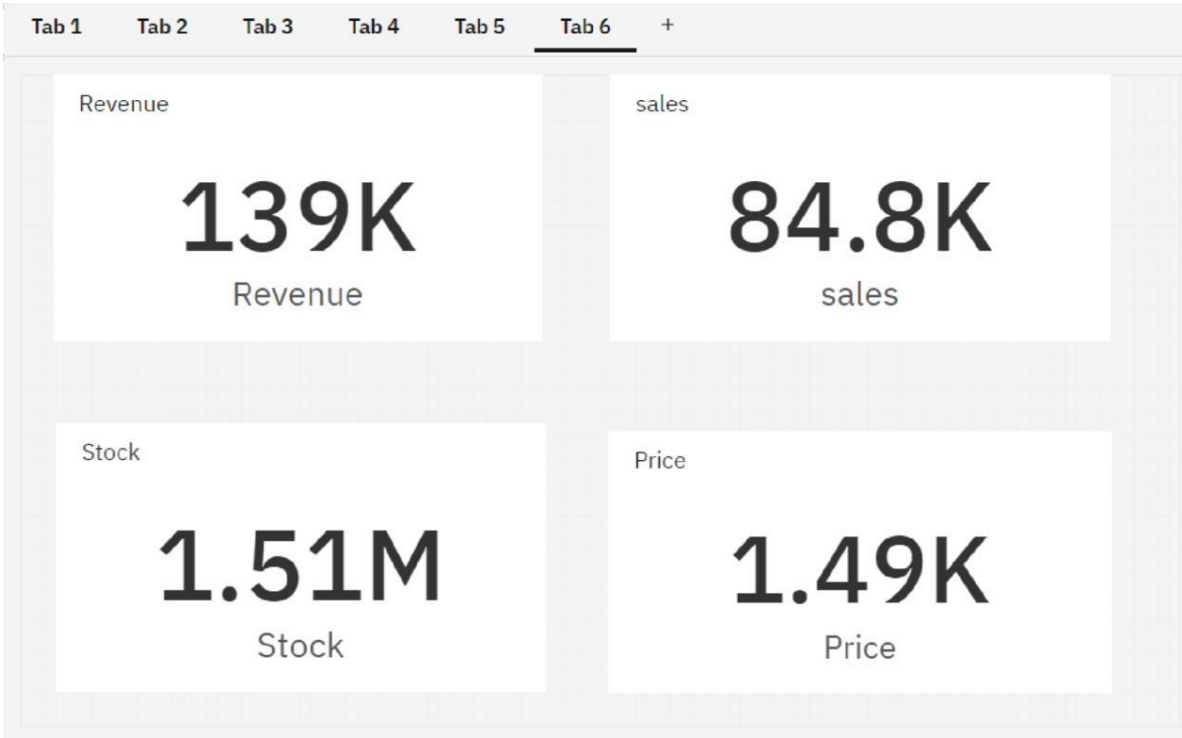 Tab 1 Tab 2 Tab 3 Tab 4 Tab 5 Tab 6 +
Revenue
139K
Revenue
sales
84.8K
sales
Stock
1.51M
Stock
Price
1.49K
Price